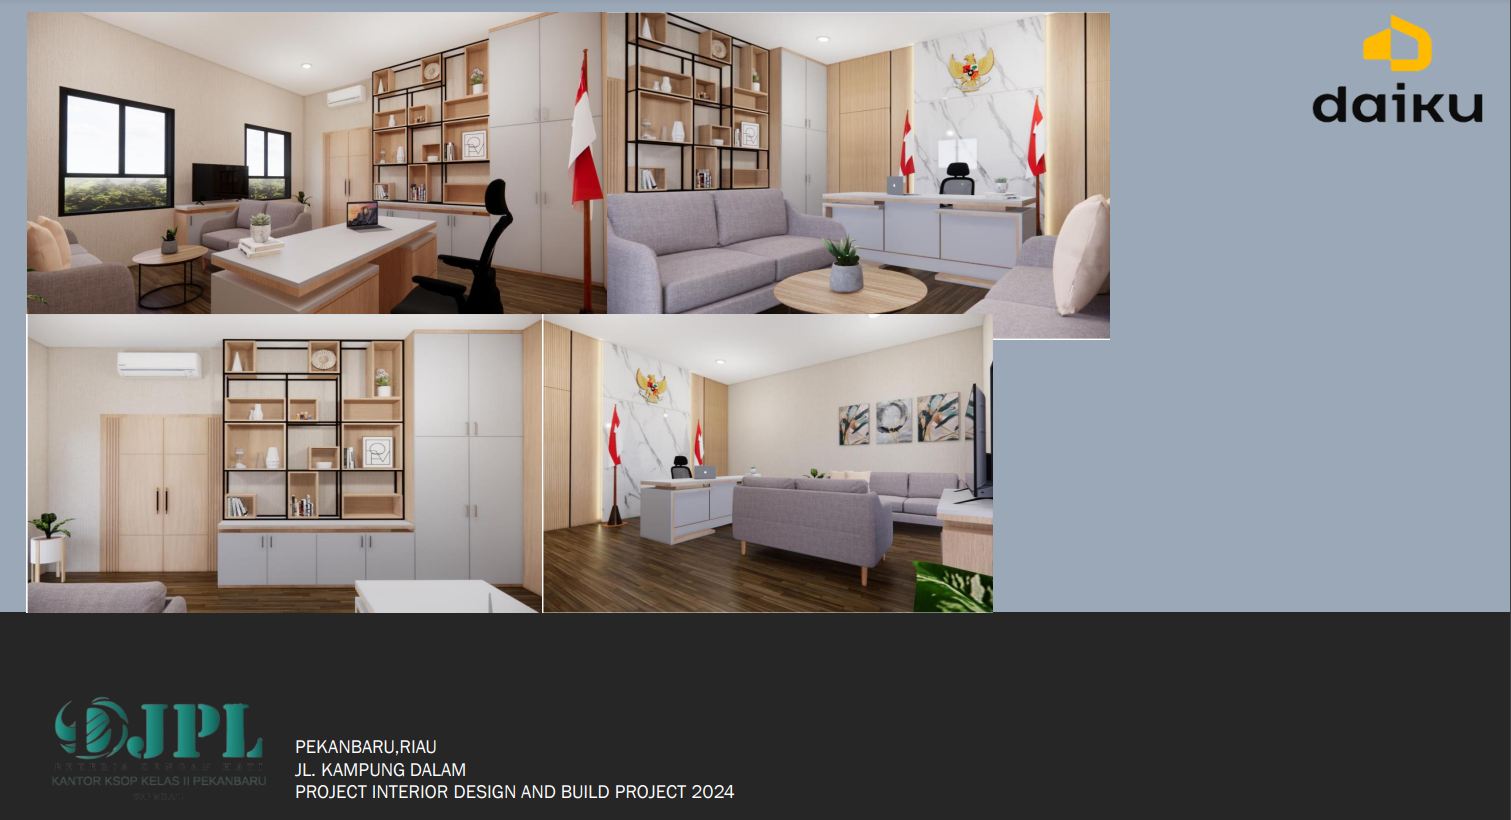 daiku
DJPL
KANTOR KSOP KELAS II PEKANBARU
PEKANBARU,RIAU
JL. KAMPUNG DALAM
PROJECT INTERIOR DESIGN AND BUILD PROJECT 2024